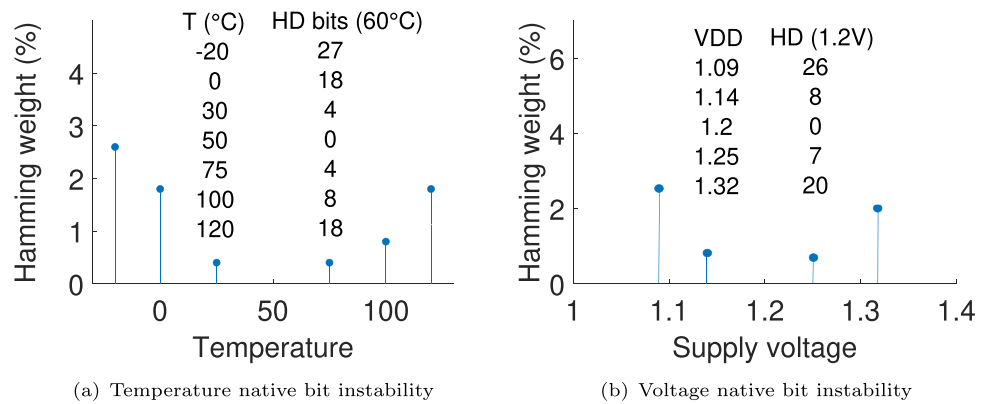 T (°C) HD bits (60°C)
-20 27
0 18
30 4
50 0
75 4
100 8
120 18
Hamming weight (%)
4
3
2
1
0
0 50 100
Temperature
(a) Temperature native bit instability
VDD HD (1.2V)
1.09 26
1.14 8
1.2 0
1.25 7
1.32 20
Hamming weight (%)
6
4
2
0
1 1.1 1.2 1.3 1.4
Supply voltage
(b) Voltage native bit instability